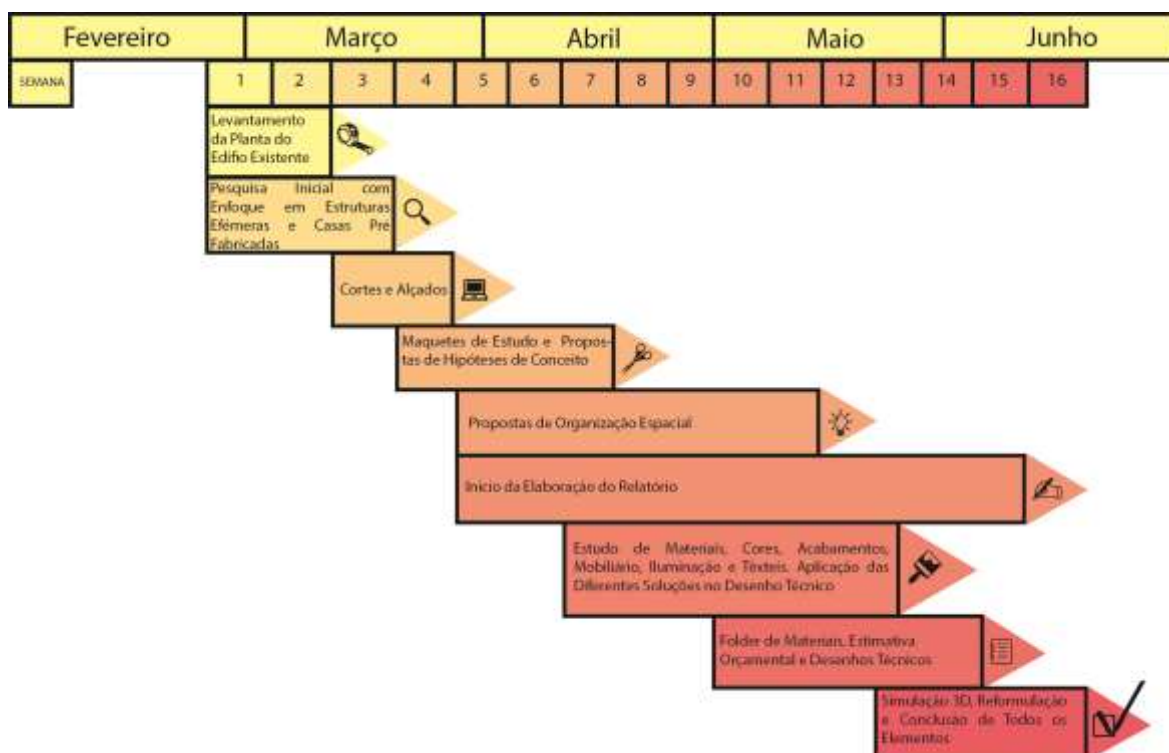 Fevereiro Março Abril Maio Junho
SEMANA 1 2 3 4 5 6 7 8 9 10 11 12 13 14 15 16
Levantamento
da Planta do
Edifio Existente
Pesquisa Inicial com
Enfoque em Estruturas
Efémeras e Casas Pré
Fabricadas
Cortes e Alçados
Maquetes de Estudo e Propos-
tas de Hipóteses de Conceito
Propostas de Organização Espacial
Início da Elaboração do Relatório
Estudo de Materiais, Cores, Acabamentos,
Mobiliário, Iluminação e Têxteis. Aplicação das
Diferentes Soluções no Desenho Técnico
Folder de Materiais, Estimativa
Orçamental e Desenhos Técnicos
Simulação 3D, Reformulação
e Conclusão de Todos os
Elementos